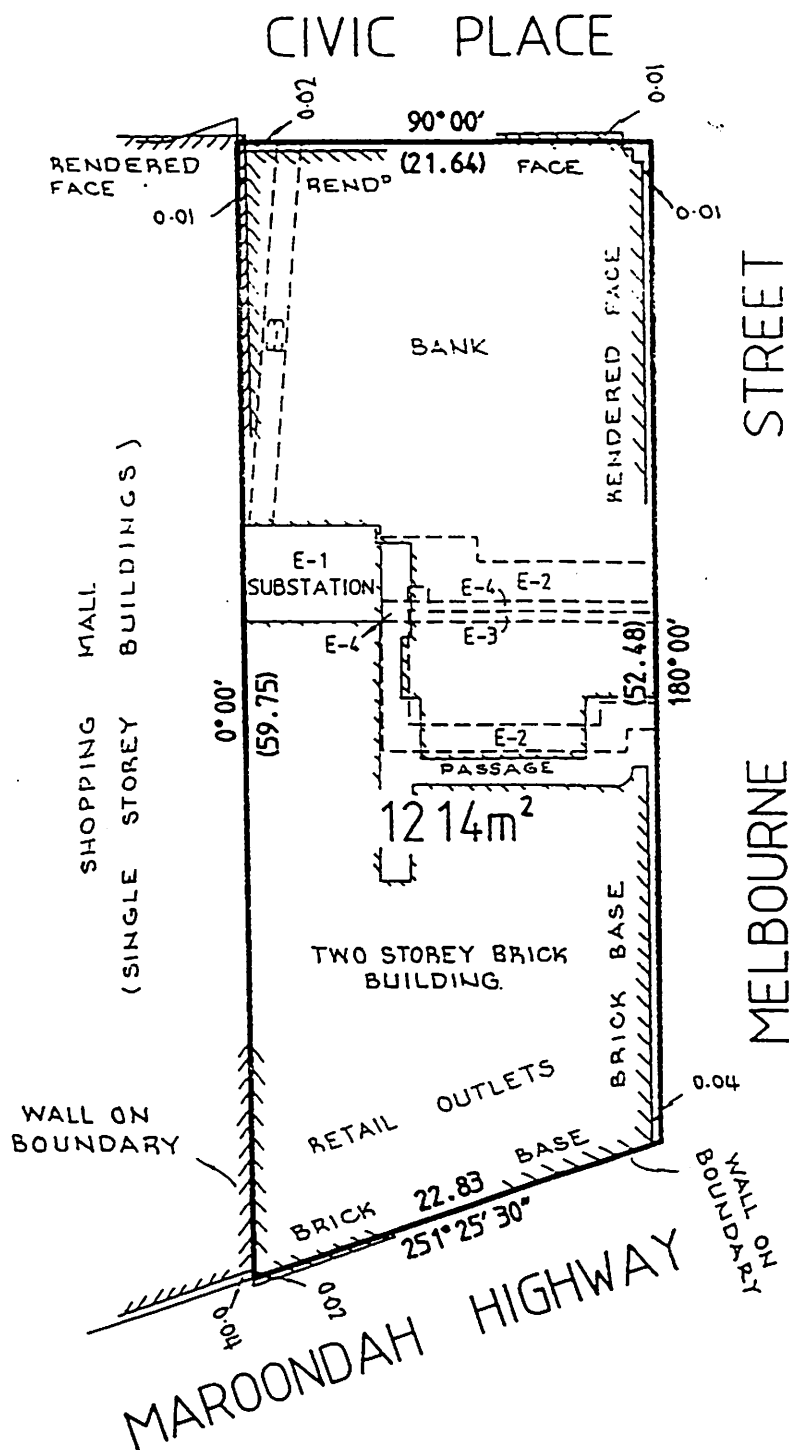 CIVIC PLACE
0.02
0.01
90°00'
(21.64)
RENDERED
FACE
REND^D
FACE
0.01
0.01
STREET
E-3
BANK
RENDERED FACE
SHOPPING MALL
(SINGLE STOREY BUILDINGS)
E-1
SUBSTATION
E-4
E-2
E-4
E-3
0°00'
(59.75)
(52.48)
180°00'
E-2
PASSAGE
1214m²
MELBOURNE
TWO STOREY BRICK
BUILDING.
BRICK BASE
WALL ON
BOUNDARY
RETAIL OUTLETS
0.04
BRICK
22.83
BASE
251°25'30"
WALL ON
BOUNDARY
0.04
0.02
MAROONDAH HIGHWAY